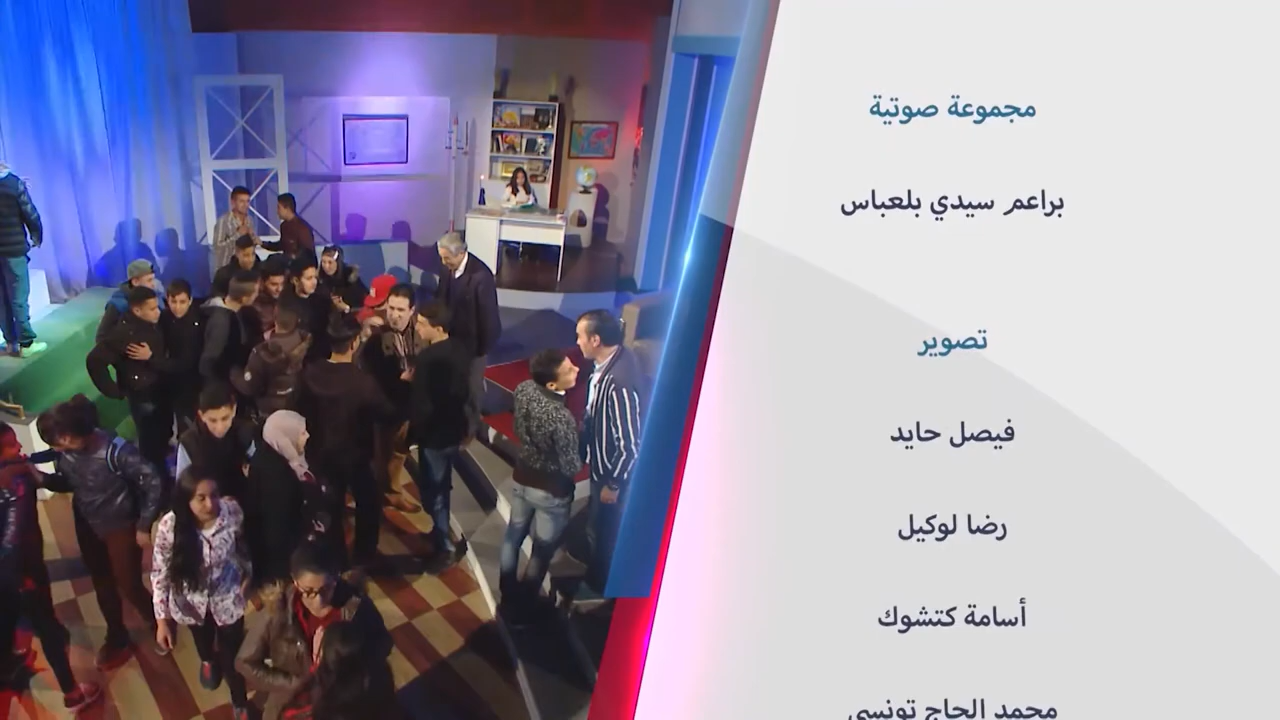 مجموعة صوتية
براعم سيدي بلعباس
تصوير
فيصل حايد
رضا لوكيل
أسامة كتشوك
محمد الحاج تونسي